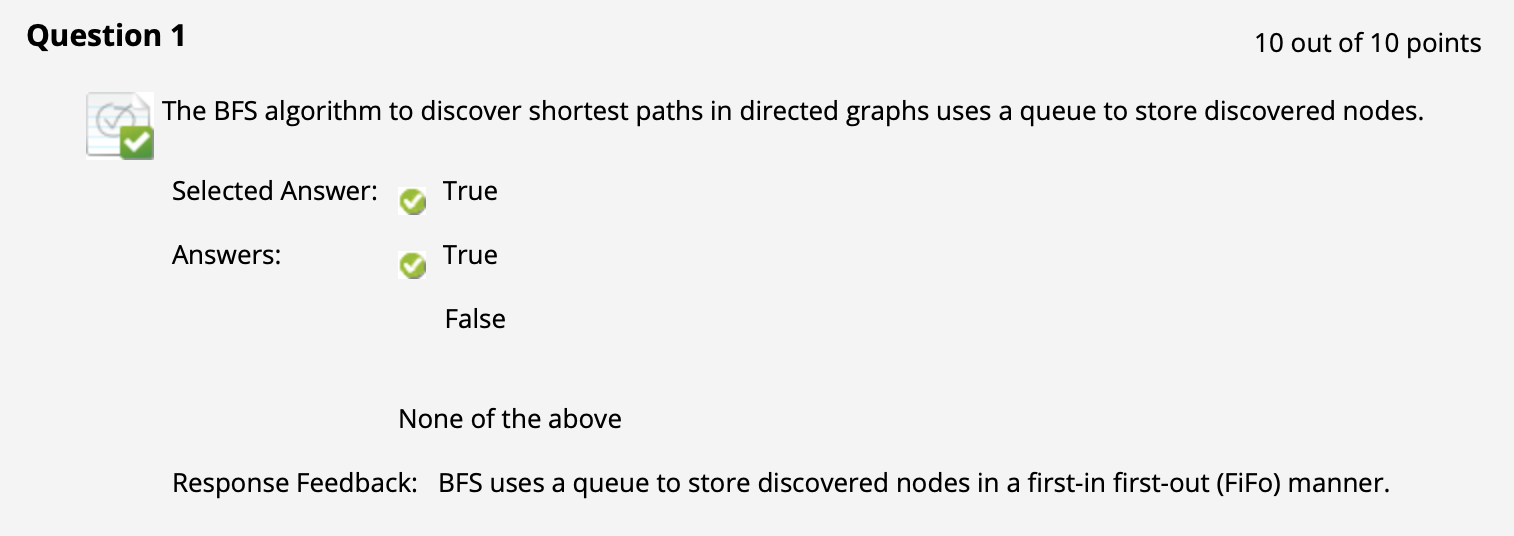 Question 1
10 out of 10 points
The BFS algorithm to discover shortest paths in directed graphs uses a queue to store discovered nodes.
Selected Answer: True
Answers: True
False
None of the above
Response Feedback: BFS uses a queue to store discovered nodes in a first-in first-out (FiFo) manner.